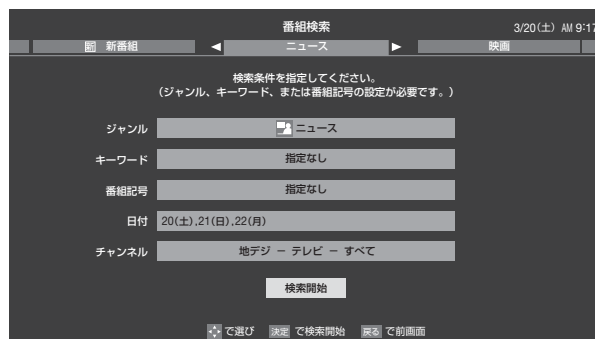 番組検索 3/20(土) AM 9:17
新 新番組 ◀ ニュース ▶ 映画
検索条件を指定してください。
(ジャンル、キーワード、または番組記号の設定が必要です。)
ジャンル ニュース
キーワード 指定なし
番組記号 指定なし
日付 20(土),21(日),22(月)
チャンネル 地デジ － テレビ － すべて
検索開始
で選び 決定 で検索開始 戻る で前画面